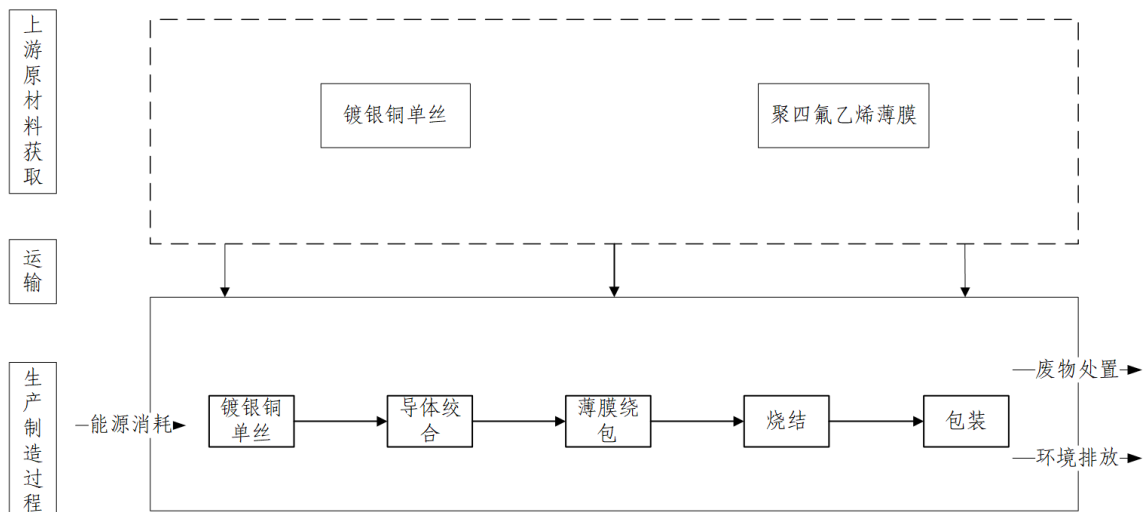 上游原材料获取
镀银铜单丝
聚四氟乙烯薄膜
运输
生产制造过程
能源消耗
镀银铜
单丝
导体绞
合
薄膜绕
包
烧结
包装
废物处置
环境排放